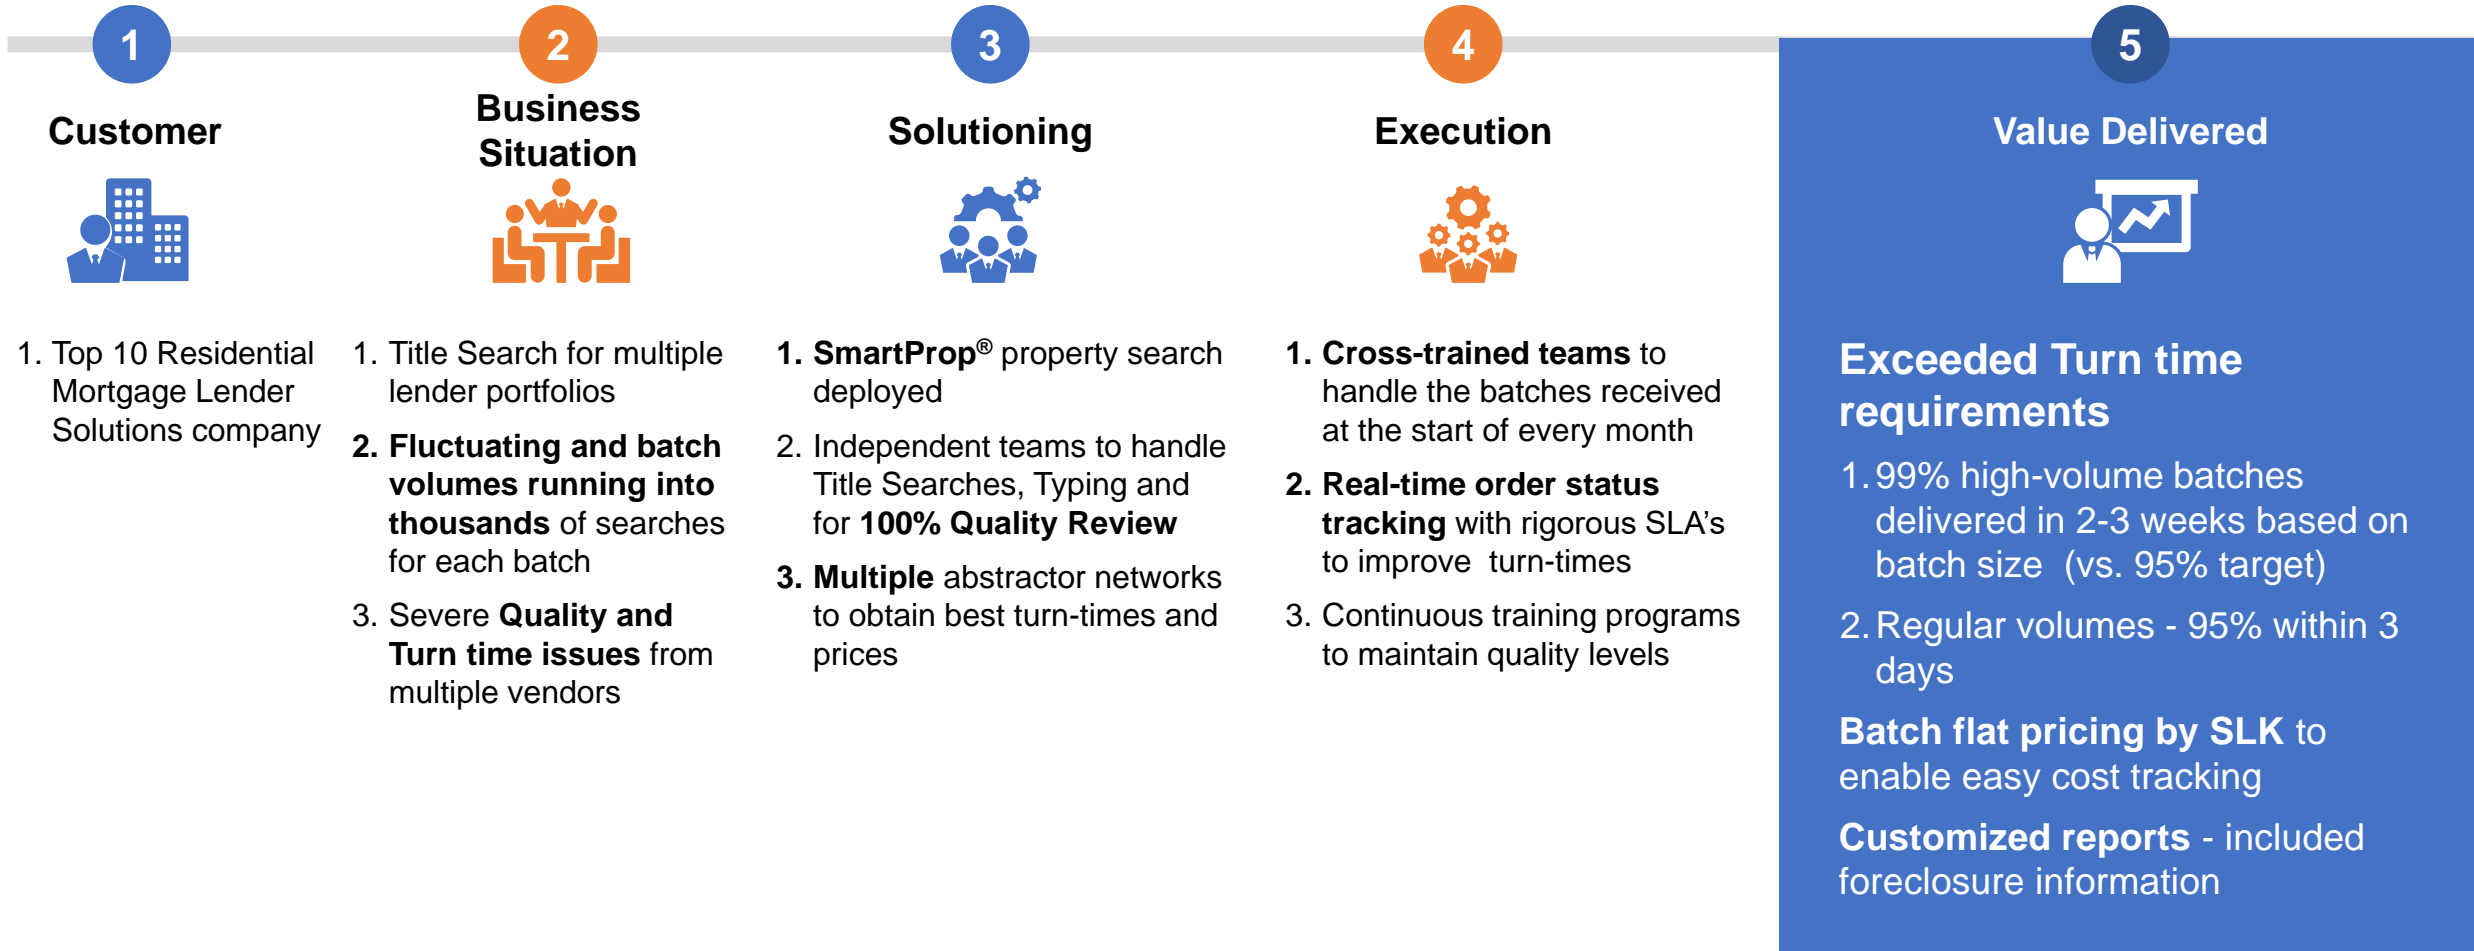 1
Customer
1. Top 10 Residential
Mortgage Lender
Solutions company
2
Business
Situation
1. Title Search for multiple
lender portfolios
2. Fluctuating and batch
volumes running into
thousands of searches
for each batch
3. Severe Quality and
Turn time issues from
multiple vendors
3
Solutioning
1. SmartProp® property search
deployed
2. Independent teams to handle
Title Searches, Typing and
for 100% Quality Review
3. Multiple abstractor networks
to obtain best turn-times and
prices
4
Execution
1. Cross-trained teams to
handle the batches received
at the start of every month
2. Real-time order status
tracking with rigorous SLA’s
to improve  turn-times
3. Continuous training programs
to maintain quality levels
5
Value Delivered
Exceeded Turn time
requirements
1. 99% high-volume batches
delivered in 2-3 weeks based on
batch size  (vs. 95% target)
2. Regular volumes - 95% within 3
days
Batch flat pricing by SLK to
enable easy cost tracking
Customized reports - included
foreclosure information